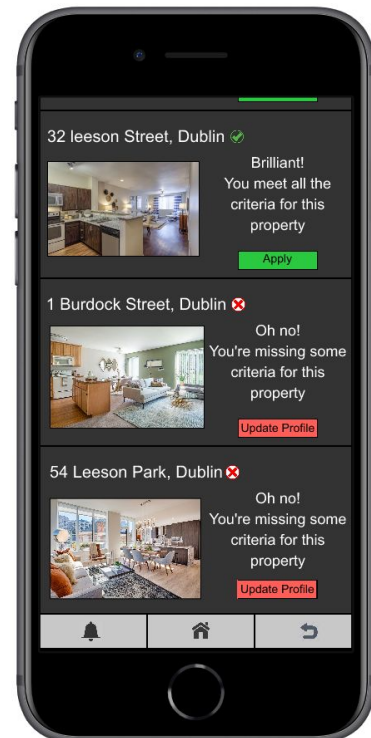 32 leeson Street, Dublin
Brilliant!
You meet all the
criteria for this
property
Apply
1 Burdock Street, Dublin
Oh no!
You're missing some
criteria for this
property
Update Profile
54 Leeson Park, Dublin
Oh no!
You're missing some
criteria for this
property
Update Profile